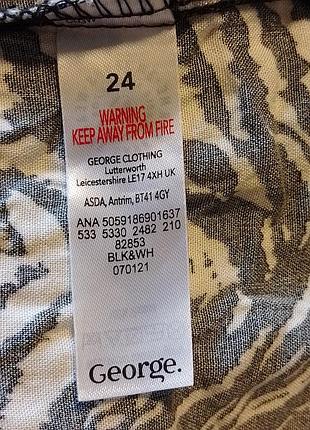 24
WARNING
KEEP AWAY FROM FIRE
GEORGE CLOTHING
Lutterworth
Leicestershire LE17 4XH UK
ASDA, Antrim, BT41 4GY
ANA 5059186901637
533 5330 2482 210
82853
BLK&WH
070121
George.